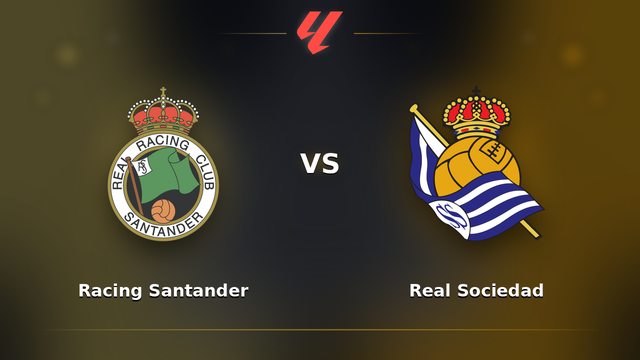 REAL RACING CLUB
SANTANDER
VS
Racing Santander
Real Sociedad